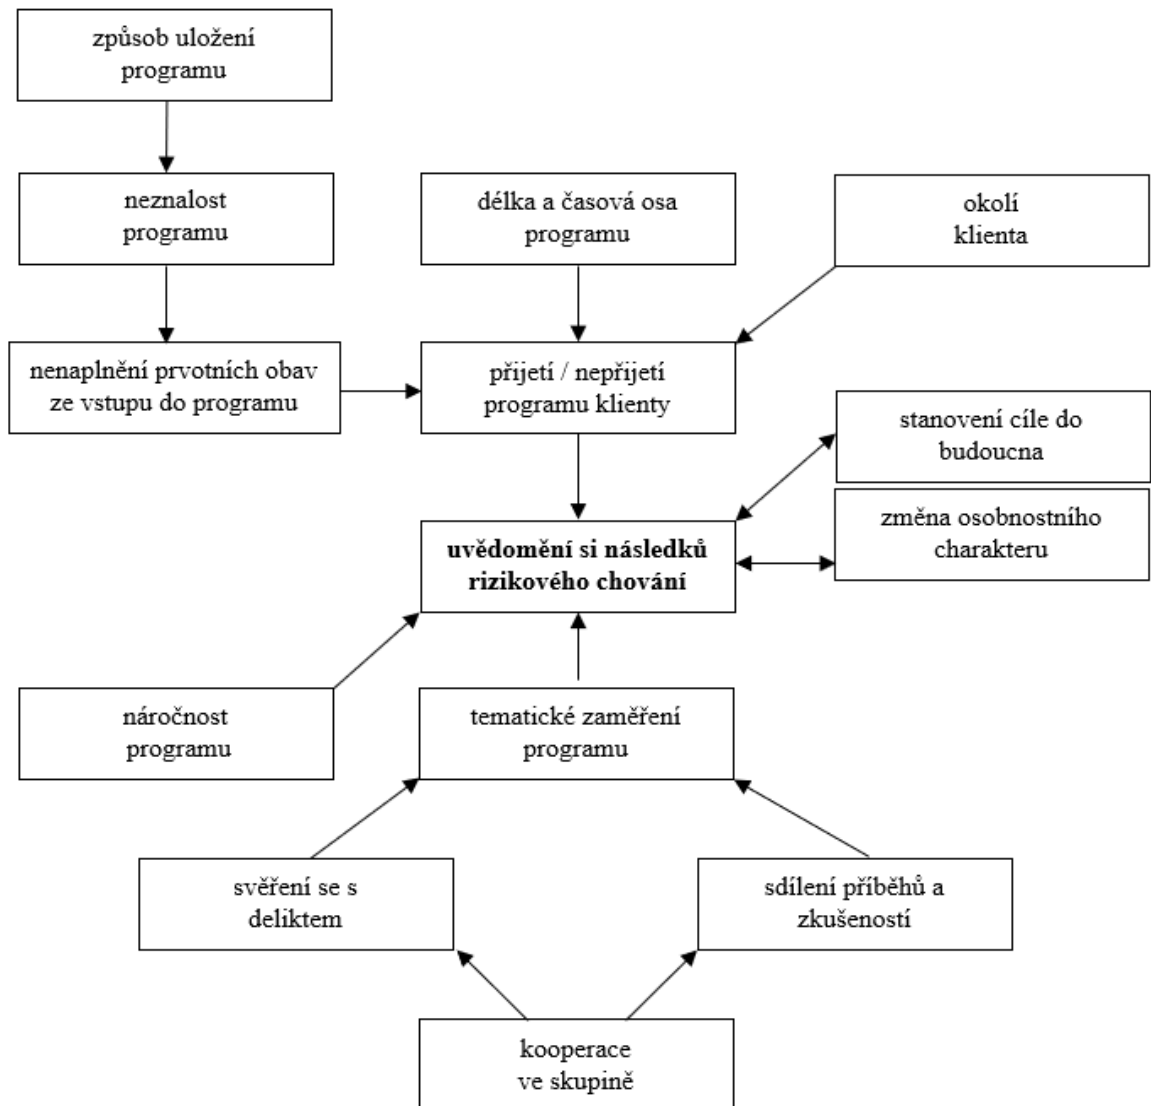 způsob uložení
programu
neznalost
programu
délka a časová osa
programu
okolí
klienta
nenaplnění prvotních obav
ze vstupu do programu
přijetí / nepřijetí
programu klienty
stanovení cíle do
budoucna
uvědomění si následků
rizikového chování
změna osobnostního
charakteru
náročnost
programu
tematické zaměření
programu
svěření se s
deliktem
sdílení příběhů a
zkušeností
kooperace
ve skupině